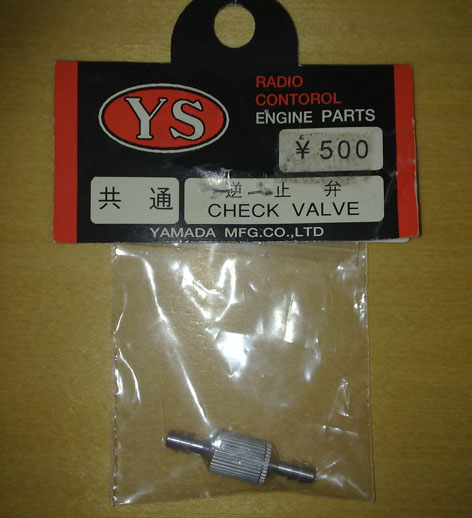 YS
RADIO
CONTOROL
ENGINE PARTS
¥500
共通
逆止弁
CHECK VALVE
YAMADA MFG.CO.,LTD